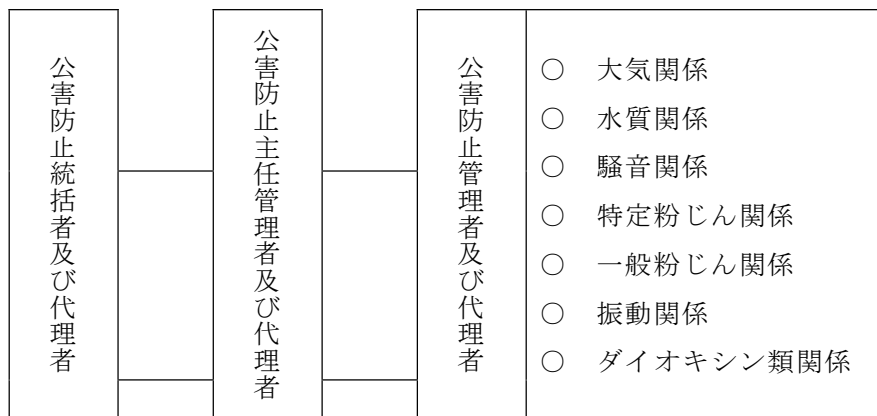 公害防止統括者及び代理者
公害防止主任管理者及び代理者
公害防止管理者及び代理者
○ 大気関係
○ 水質関係
○ 騒音関係
○ 特定粉じん関係
○ 一般粉じん関係
○ 振動関係
○ ダイオキシン類関係